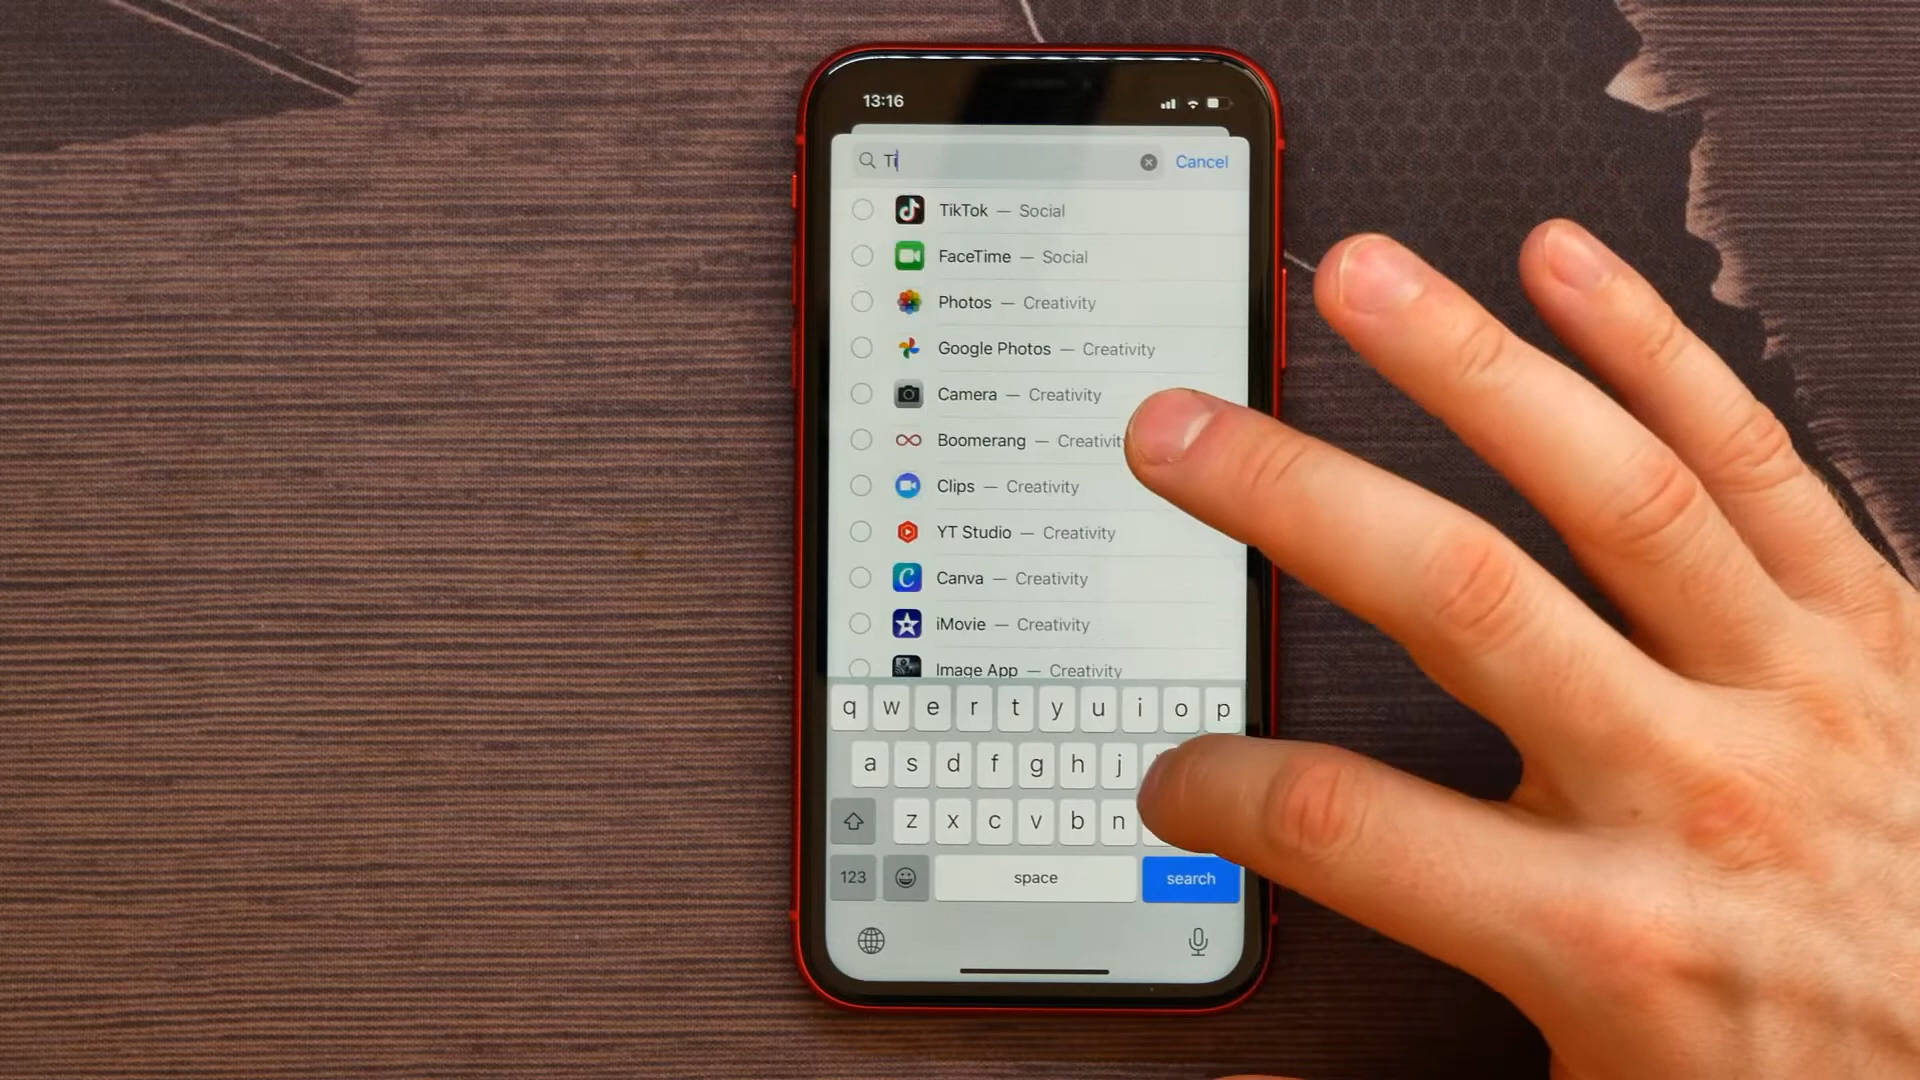 13:16
Ti
Cancel
TikTok — Social
FaceTime — Social
Photos — Creativity
Google Photos — Creativity
Camera — Creativity
Boomerang — Creativit
Clips — Creativity
YT Studio — Creativity
Canva — Creativity
iMovie — Creativity
Image App — Creativity
q w e r t y u i o p
a s d f g h j
z x c v b n
123 space search